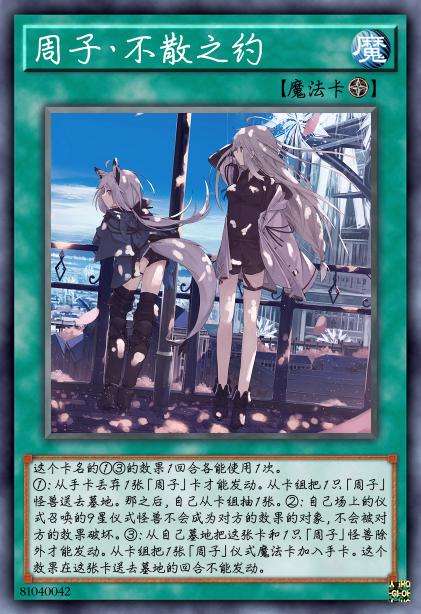 周子·不散之约
魔
【魔法卡】
这个卡名的①③的效果1回合各能使用1次。
①:从手卡丢弃1张「周子」卡才能发动。从卡组把1只「周子」
怪兽送去墓地。那之后,自己从卡组抽1张。②:自己场上的仪
式召唤的9星仪式怪兽不会成为对方的效果的对象,不会被对
方的效果破坏。③:从自己墓地把这张卡和1只「周子」怪兽除
外才能发动。从卡组把1张「周子」仪式魔法卡加入手卡。这个
效果在这张卡送去墓地的回合不能发动。
81040042